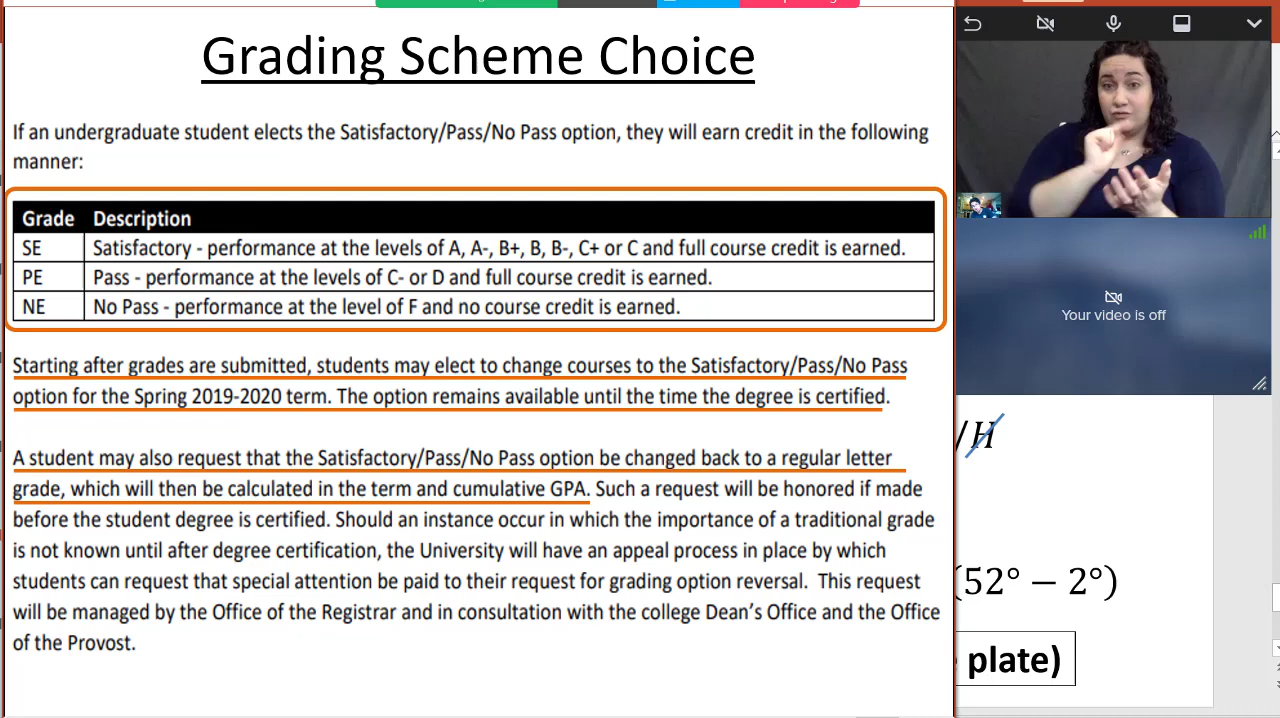 Grading Scheme Choice
If an undergraduate student elects the Satisfactory/Pass/No Pass option, they will earn credit in the following
manner:
Grade Description
SE Satisfactory - performance at the levels of A, A-, B+, B, B-, C+ or C and full course credit is earned.
PE Pass - performance at the levels of C- or D and full course credit is earned.
NE No Pass - performance at the level of F and no course credit is earned.
Starting after grades are submitted, students may elect to change courses to the Satisfactory/Pass/No Pass
option for the Spring 2019-2020 term. The option remains available until the time the degree is certified.
A student may also request that the Satisfactory/Pass/No Pass option be changed back to a regular letter
grade, which will then be calculated in the term and cumulative GPA. Such a request will be honored if made
before the student degree is certified. Should an instance occur in which the importance of a traditional grade
is not known until after degree certification, the University will have an appeal process in place by which
students can request that special attention be paid to their request for grading option reversal. This request
will be managed by the Office of the Registrar and in consultation with the college Dean's Office and the Office
of the Provost.
Your video is off
/H
(52° − 2°)
plate)